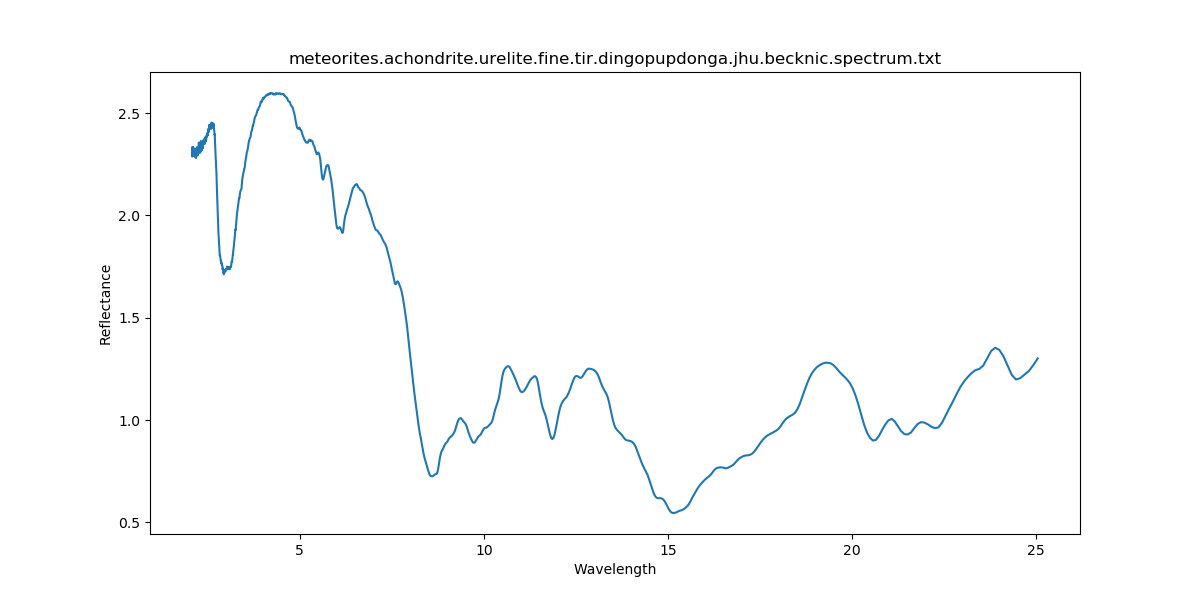 meteorites.achondrite.urelite.fine.tir.dingopupdonga.jhu.becknic.spectrum.txt
2.5
2.0
1.5
1.0
0.5
Reflectance
5 10 15 20 25
Wavelength